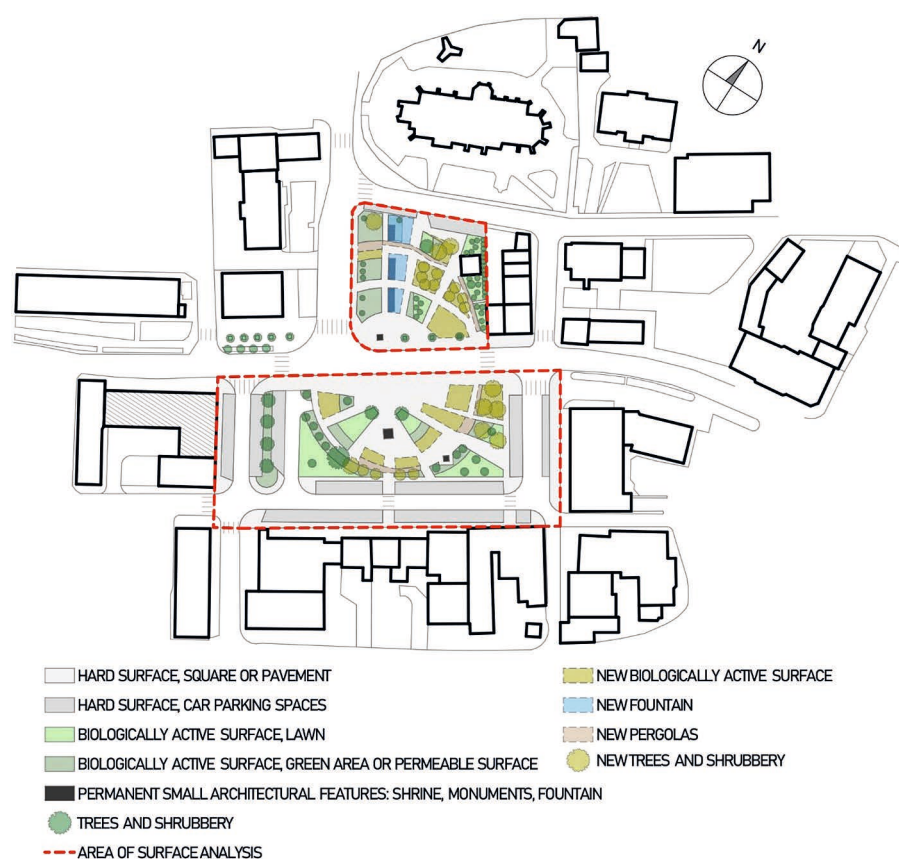 N
HARD SURFACE, SQUARE OR PAVEMENT
HARD SURFACE, CAR PARKING SPACES
BIOLOGICALLY ACTIVE SURFACE, LAWN
BIOLOGICALLY ACTIVE SURFACE, GREEN AREA OR PERMEABLE SURFACE
PERMANENT SMALL ARCHITECTURAL FEATURES: SHRINE, MONUMENTS, FOUNTAIN
TREES AND SHRUBBERY
AREA OF SURFACE ANALYSIS
NEW BIOLOGICALLY ACTIVE SURFACE
NEW FOUNTAIN
NEW PERGOLAS
NEW TREES AND SHRUBBERY